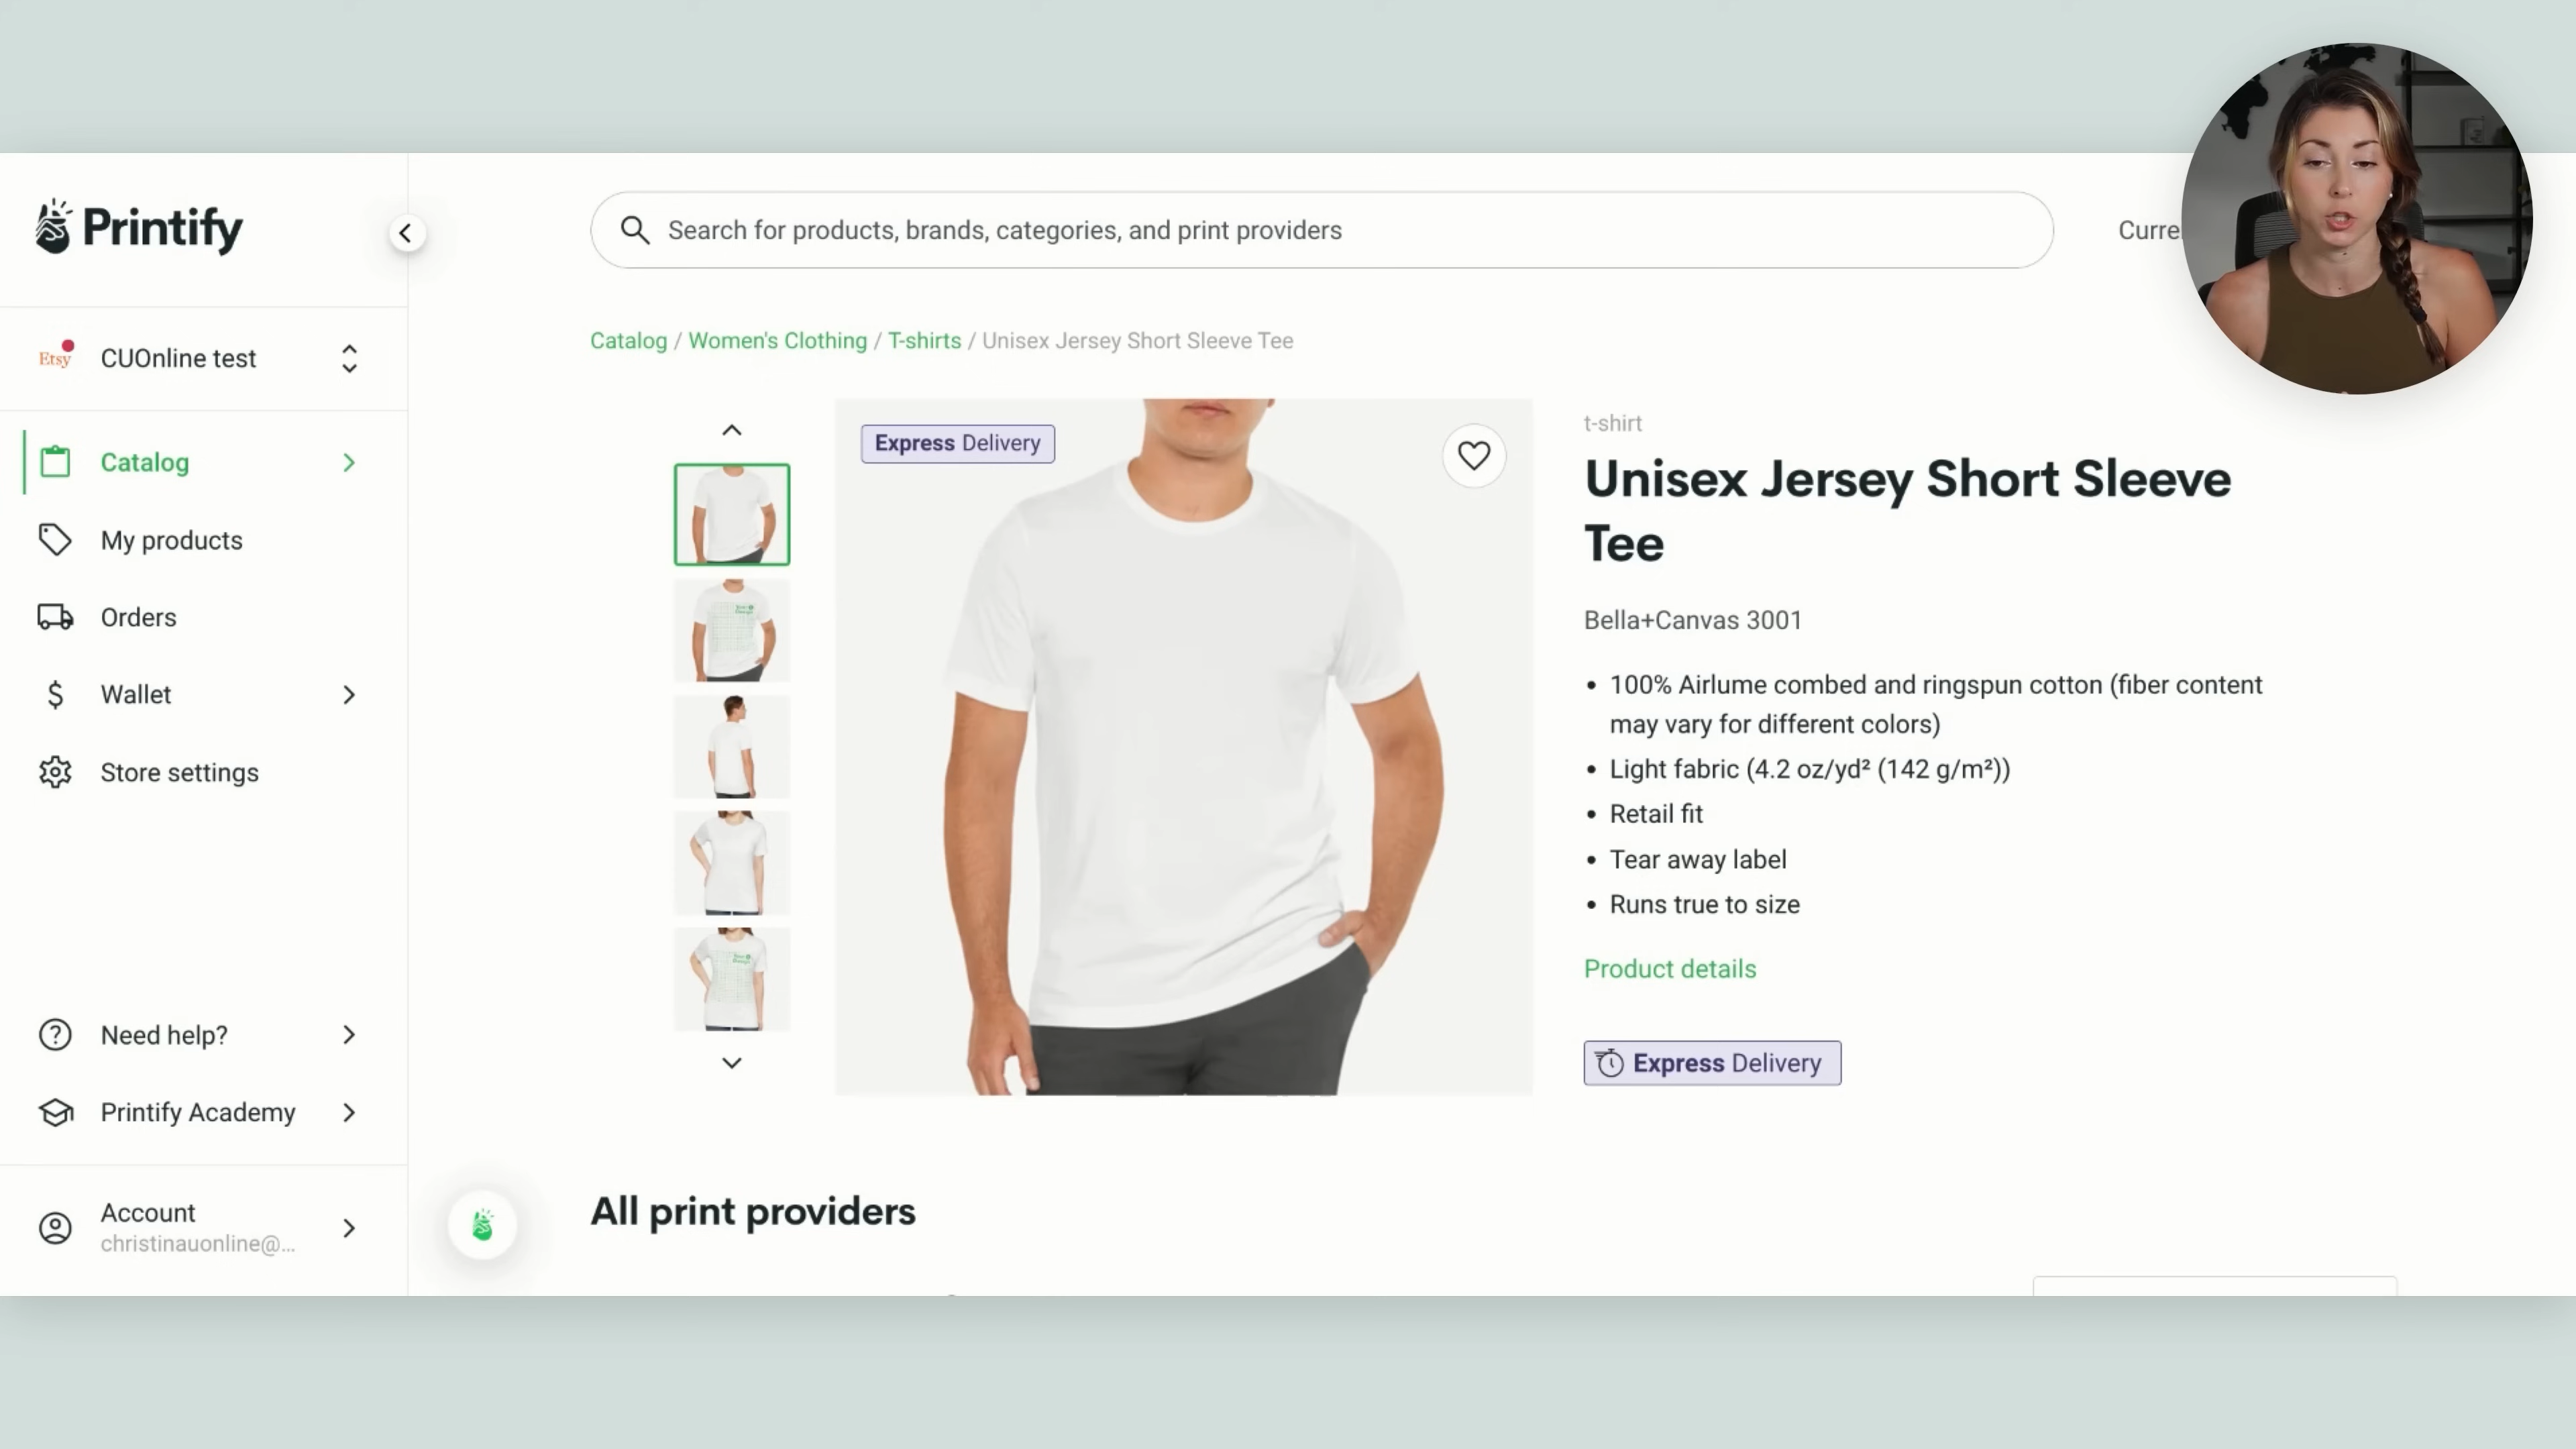 Printify
Search for products, brands, categories, and print providers
Etsy
CUOnline test
Catalog
My products
Orders
Wallet
Store settings
Need help?
Printify Academy
Account
christinauonline@...
Catalog / Women's Clothing / T-shirts / Unisex Jersey Short Sleeve Tee
Express Delivery
t-shirt
Unisex Jersey Short Sleeve
Tee
Bella+Canvas 3001
• 100% Airlume combed and ringspun cotton (fiber content
may vary for different colors)
• Light fabric (4.2 oz/yd² (142 g/m²))
• Retail fit
• Tear away label
• Runs true to size
Product details
Express Delivery
All print providers